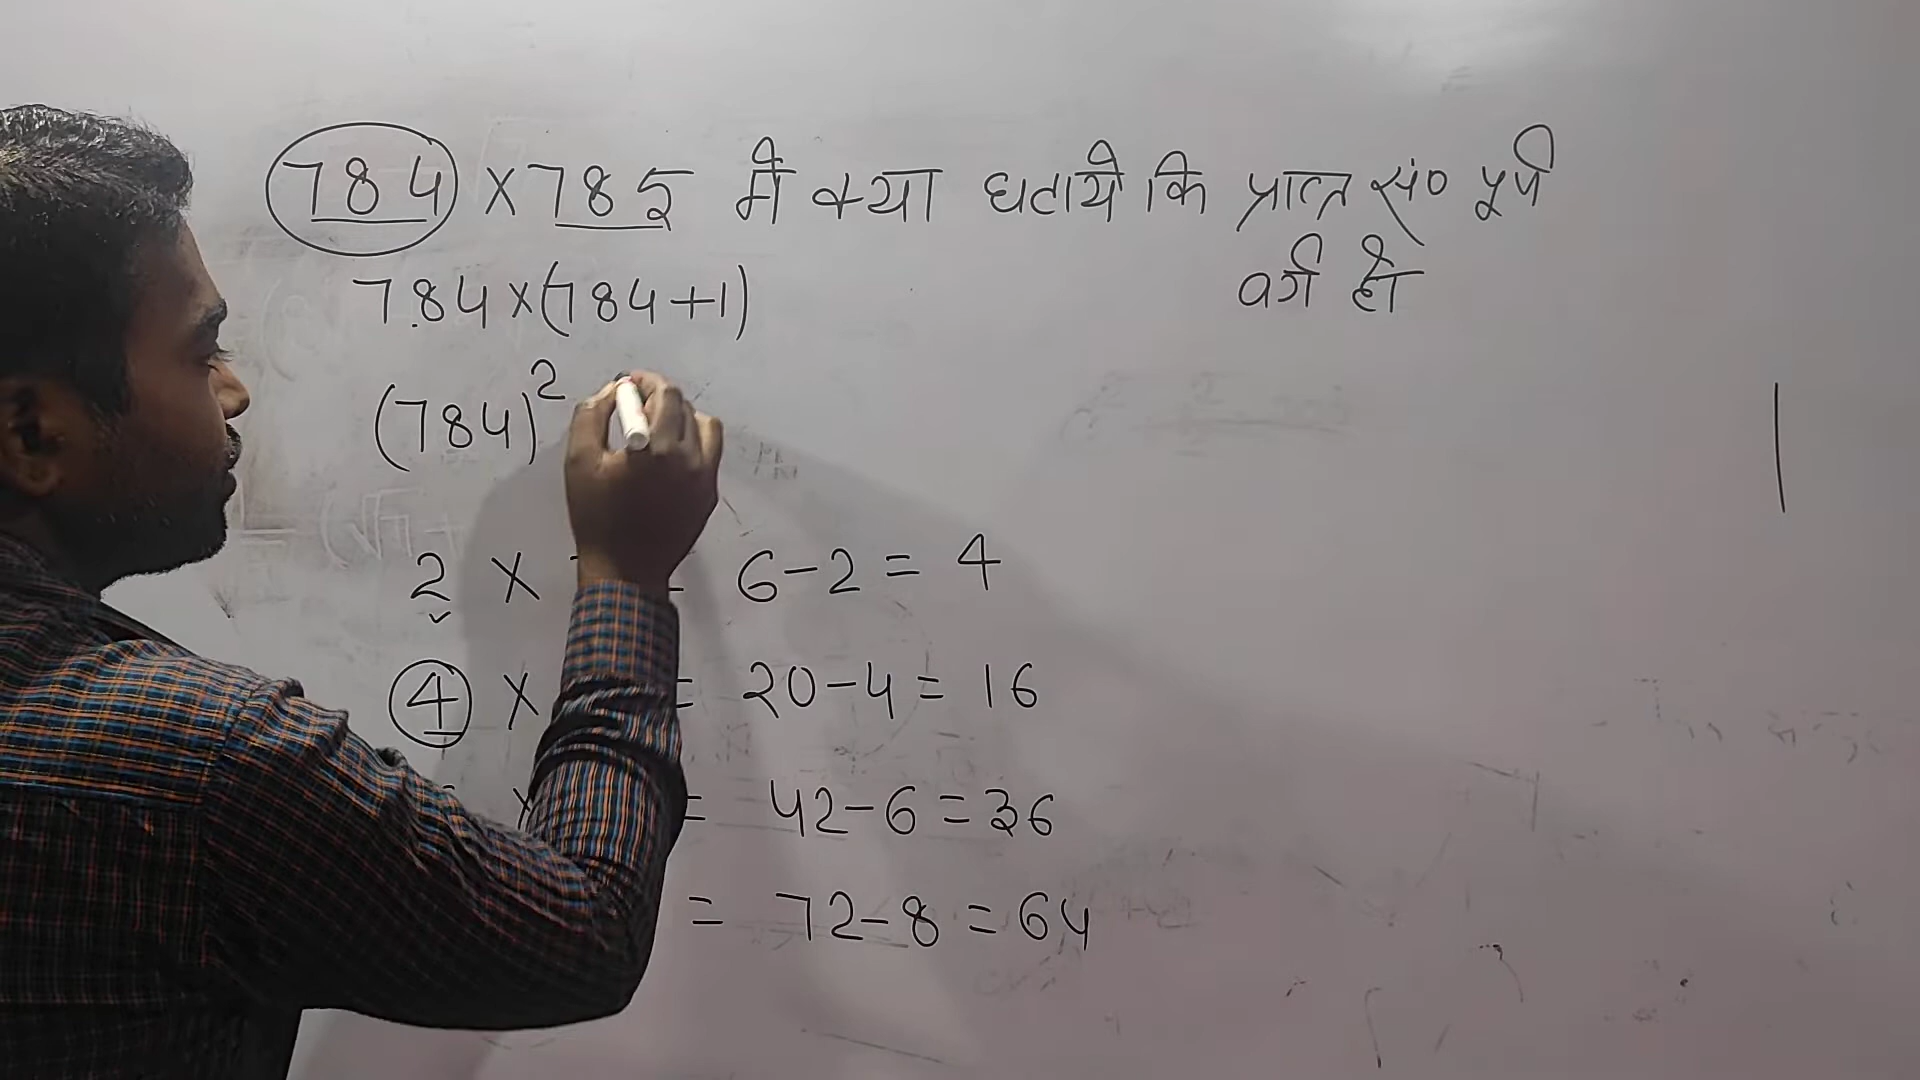 784 × 785 में क्या घटायें कि प्राप्त सं० पूर्ण
वर्ग हो
784×(784+1)
(784)²
2 × = 6-2 = 4
4 × = 20-4 = 16
× = 42-6 = 36
= 72-8 = 64